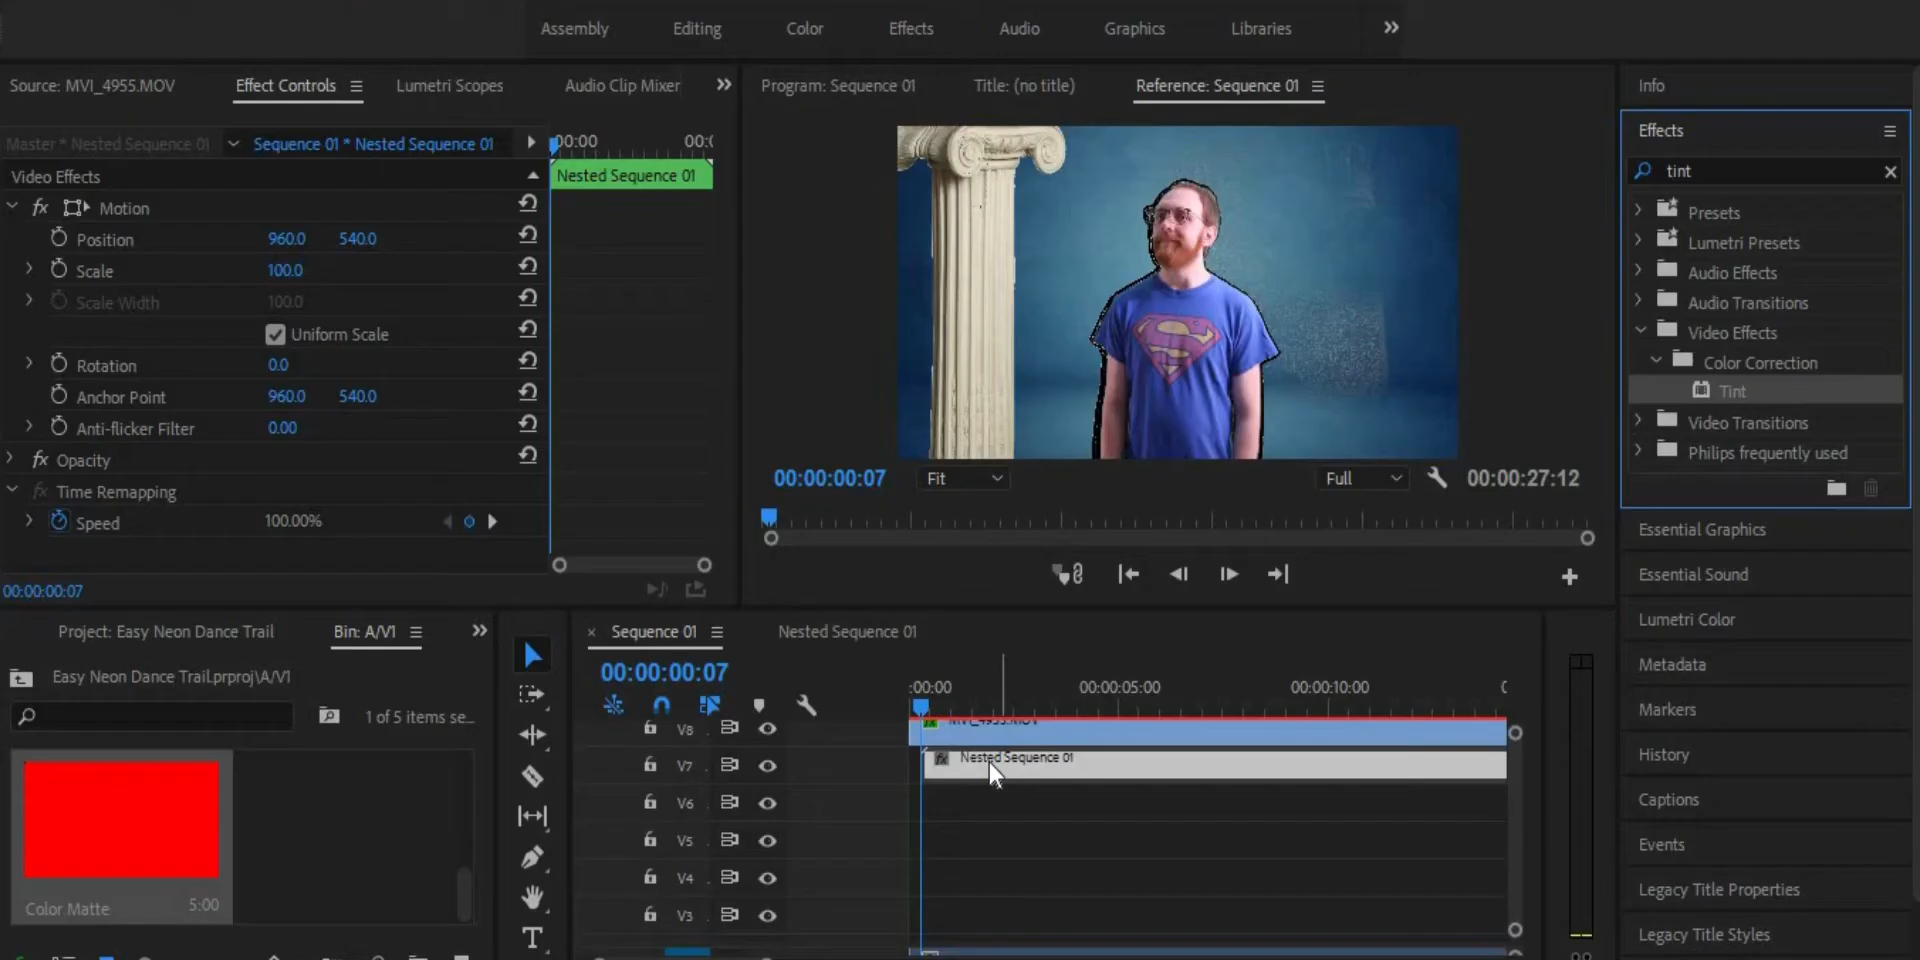 Assembly Editing Color Effects Audio Graphics Libraries
Source: MVI_4955.MOV Effect Controls Lumetri Scopes Audio Clip Mixer
Master * Nested Sequence 01 Sequence 01 * Nested Sequence 01
:00:00
Nested Sequence 01
Video Effects
fx Motion
Position 960.0 540.0
Scale 100.0
Scale Width 100.0
Uniform Scale
Rotation 0.0
Anchor Point 960.0 540.0
Anti-flicker Filter 0.00
fx Opacity
fx Time Remapping
Speed 100.00%
00:00:00:07
Program: Sequence 01 Title: (no title) Reference: Sequence 01
00:00:00:07 Fit Full 00:00:27:12
Info
Effects
tint
Presets
Lumetri Presets
Audio Effects
Audio Transitions
Video Effects
Color Correction
Tint
Video Transitions
Philips frequently used
Essential Graphics
Essential Sound
Lumetri Color
Metadata
Markers
History
Captions
Events
Legacy Title Properties
Legacy Title Styles
Project: Easy Neon Dance Trail Bin: A/V1
Easy Neon Dance Trail.prproj\A/V1
1 of 5 items se...
Color Matte 5:00
× Sequence 01 Nested Sequence 01
00:00:00:07
:00:00 00:00:05:00 00:00:10:00
V8 fx MVI_4955.MOV
V7 fx Nested Sequence 01
V6
V5
V4
V3